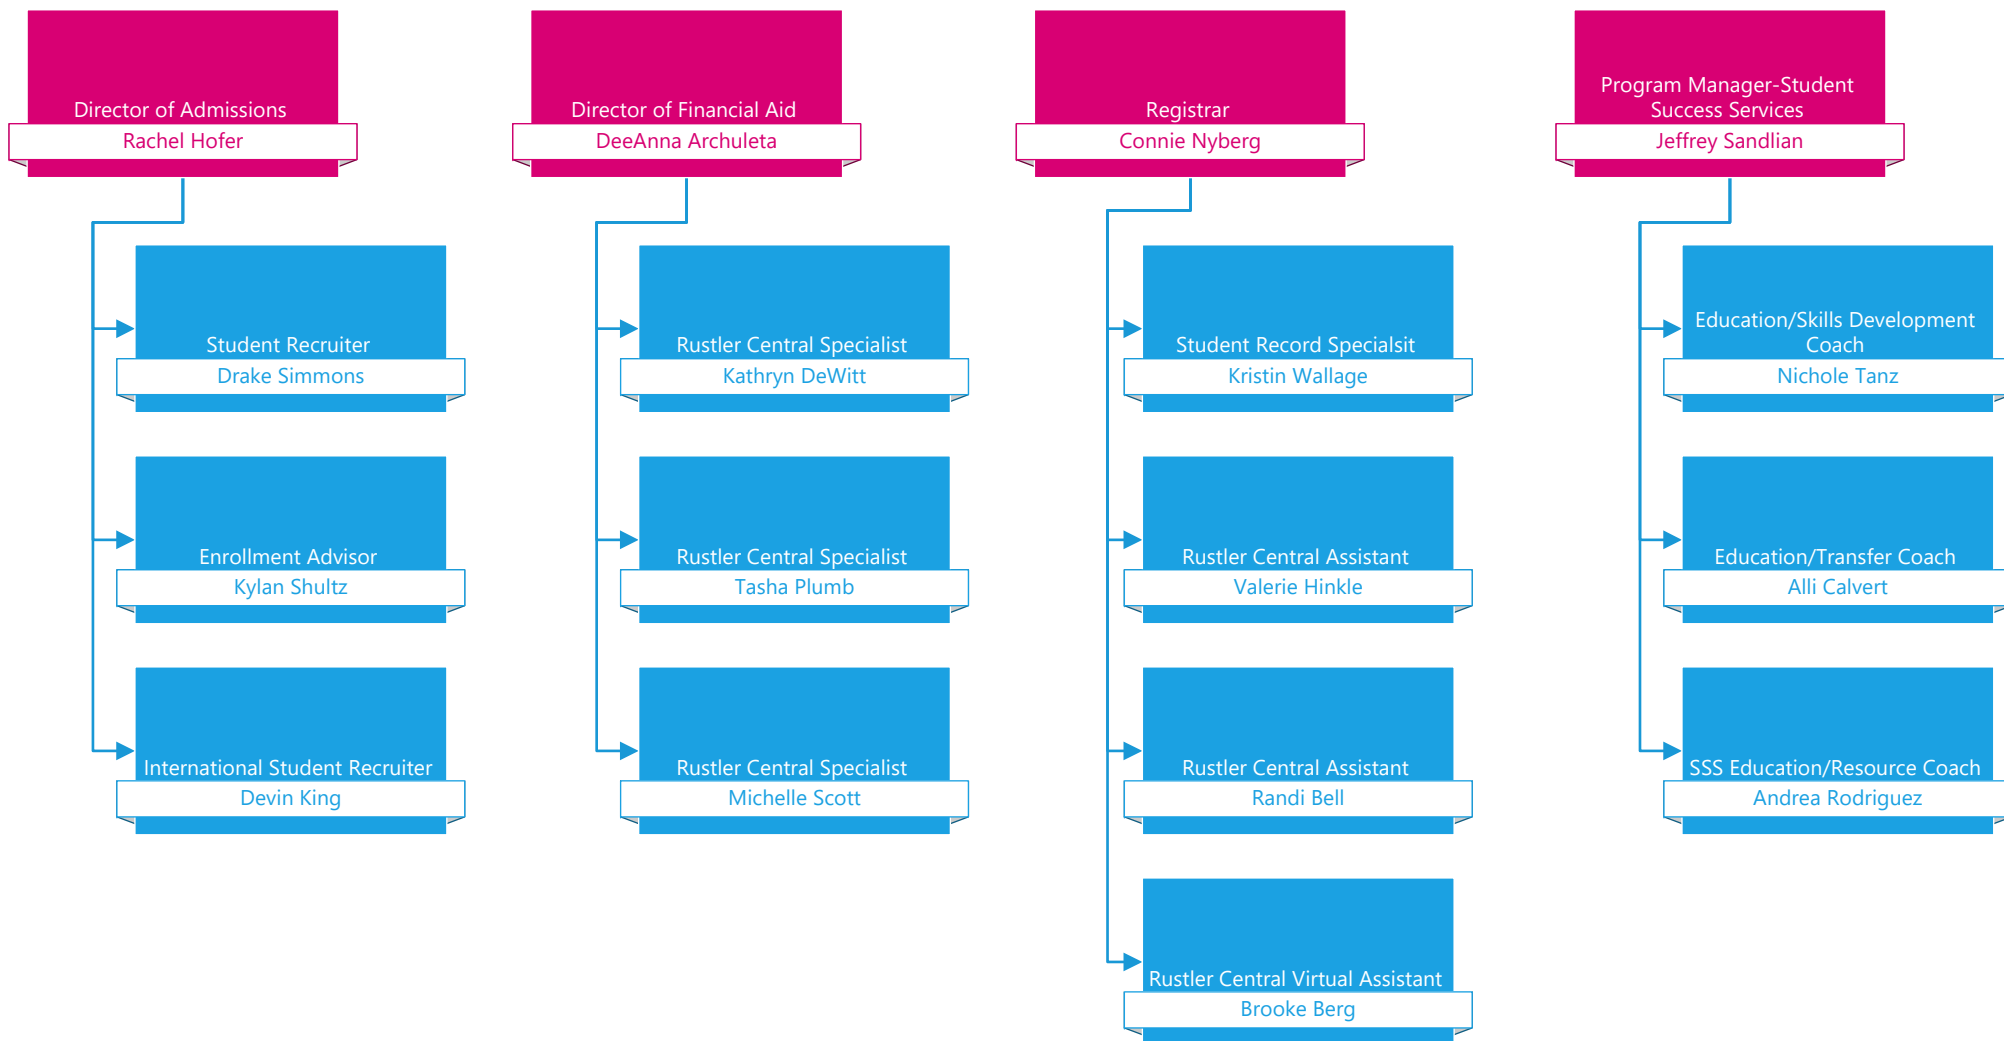 Director of Admissions
Rachel Hofer
Student Recruiter
Drake Simmons
Enrollment Advisor
Kylan Shultz
International Student Recruiter
Devin King
Director of Financial Aid
DeeAnna Archuleta
Rustler Central Specialist
Kathryn DeWitt
Rustler Central Specialist
Tasha Plumb
Rustler Central Specialist
Michelle Scott
Registrar
Connie Nyberg
Student Record Specialsit
Kristin Wallage
Rustler Central Assistant
Valerie Hinkle
Rustler Central Assistant
Randi Bell
Rustler Central Virtual Assistant
Brooke Berg
Program Manager-Student
Success Services
Jeffrey Sandlian
Education/Skills Development
Coach
Nichole Tanz
Education/Transfer Coach
Alli Calvert
SSS Education/Resource Coach
Andrea Rodriguez